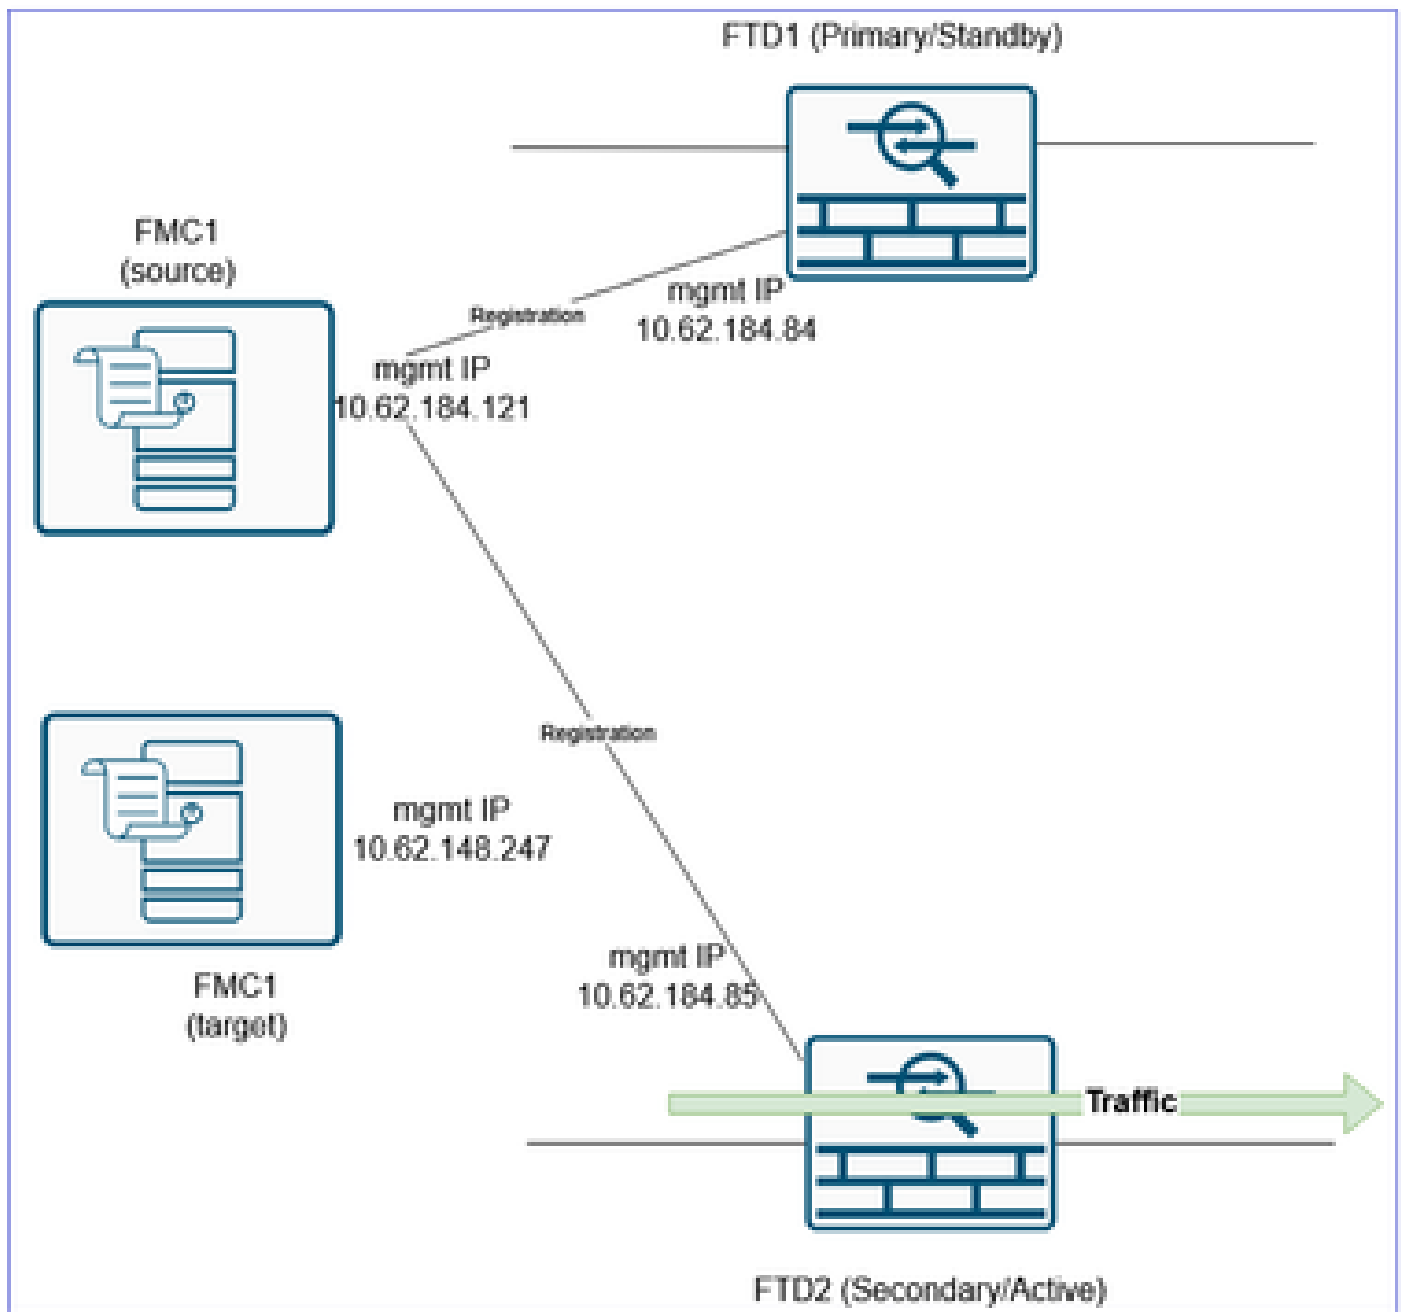 FTD1 (Primary/Standby)
FMC1
(source)
mgmt IP
10.62.184.84
Registration
mgmt IP
10.62.184.121
Registration
mgmt IP
10.62.148.247
mgmt IP
10.62.184.85
FMC1
(target)
Traffic
FTD2 (Secondary/Active)